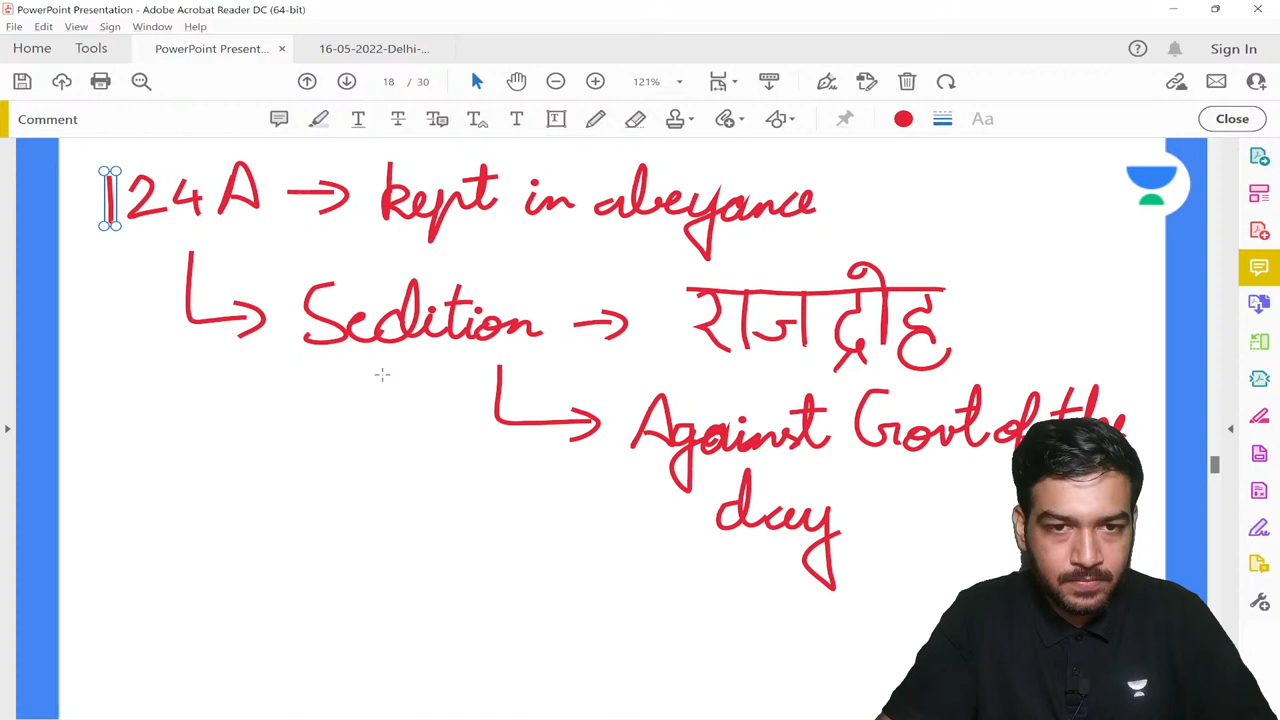 PowerPoint Presentation - Adobe Acrobat Reader DC (64-bit)
File Edit View Sign Window Help
Home Tools PowerPoint Present... × 16-05-2022-Delhi-... Sign In
18 / 30 121%
Comment Aa Close
124A → kept in abeyance
Sedition → राजद्रोह
Against Govt of the
day